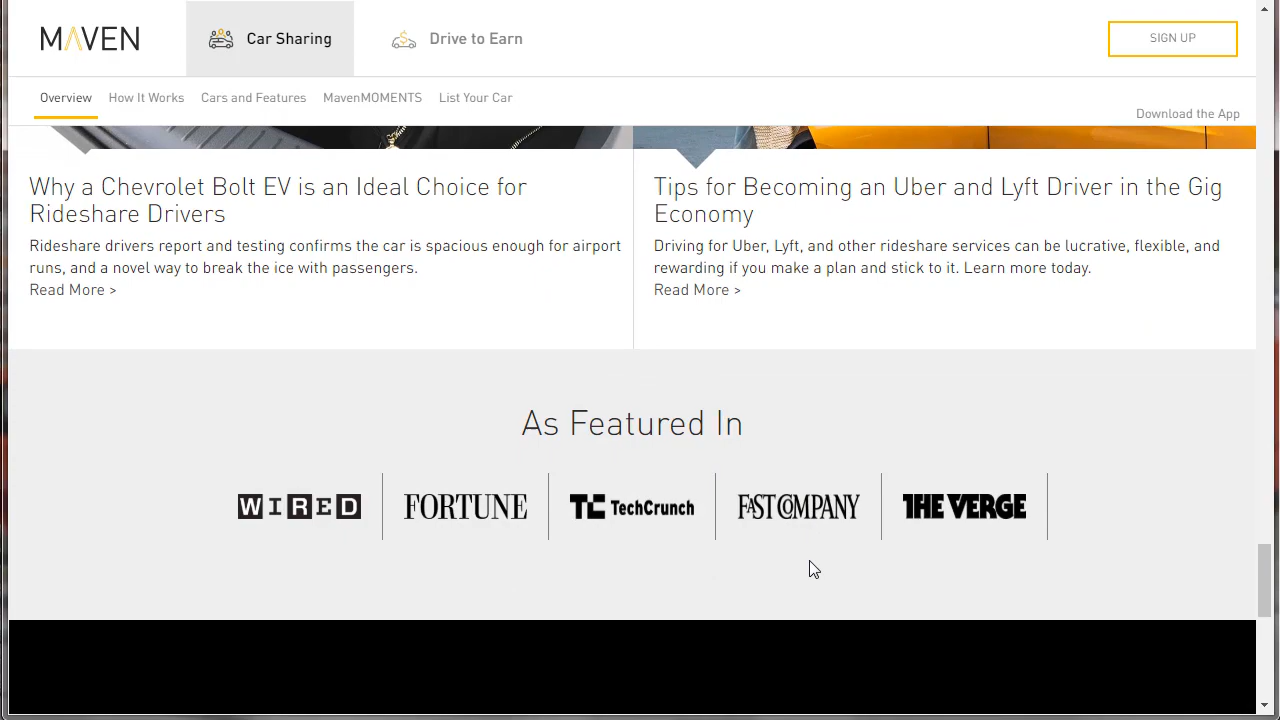 MAVEN
Car Sharing
Drive to Earn
SIGN UP
Overview
How It Works
Cars and Features
MavenMOMENTS
List Your Car
Download the App
Why a Chevrolet Bolt EV is an Ideal Choice for
Rideshare Drivers
Rideshare drivers report and testing confirms the car is spacious enough for airport
runs, and a novel way to break the ice with passengers.
Read More >
Tips for Becoming an Uber and Lyft Driver in the Gig
Economy
Driving for Uber, Lyft, and other rideshare services can be lucrative, flexible, and
rewarding if you make a plan and stick to it. Learn more today.
Read More >
As Featured In
WIRED
FORTUNE
TC TechCrunch
FAST COMPANY
THE VERGE